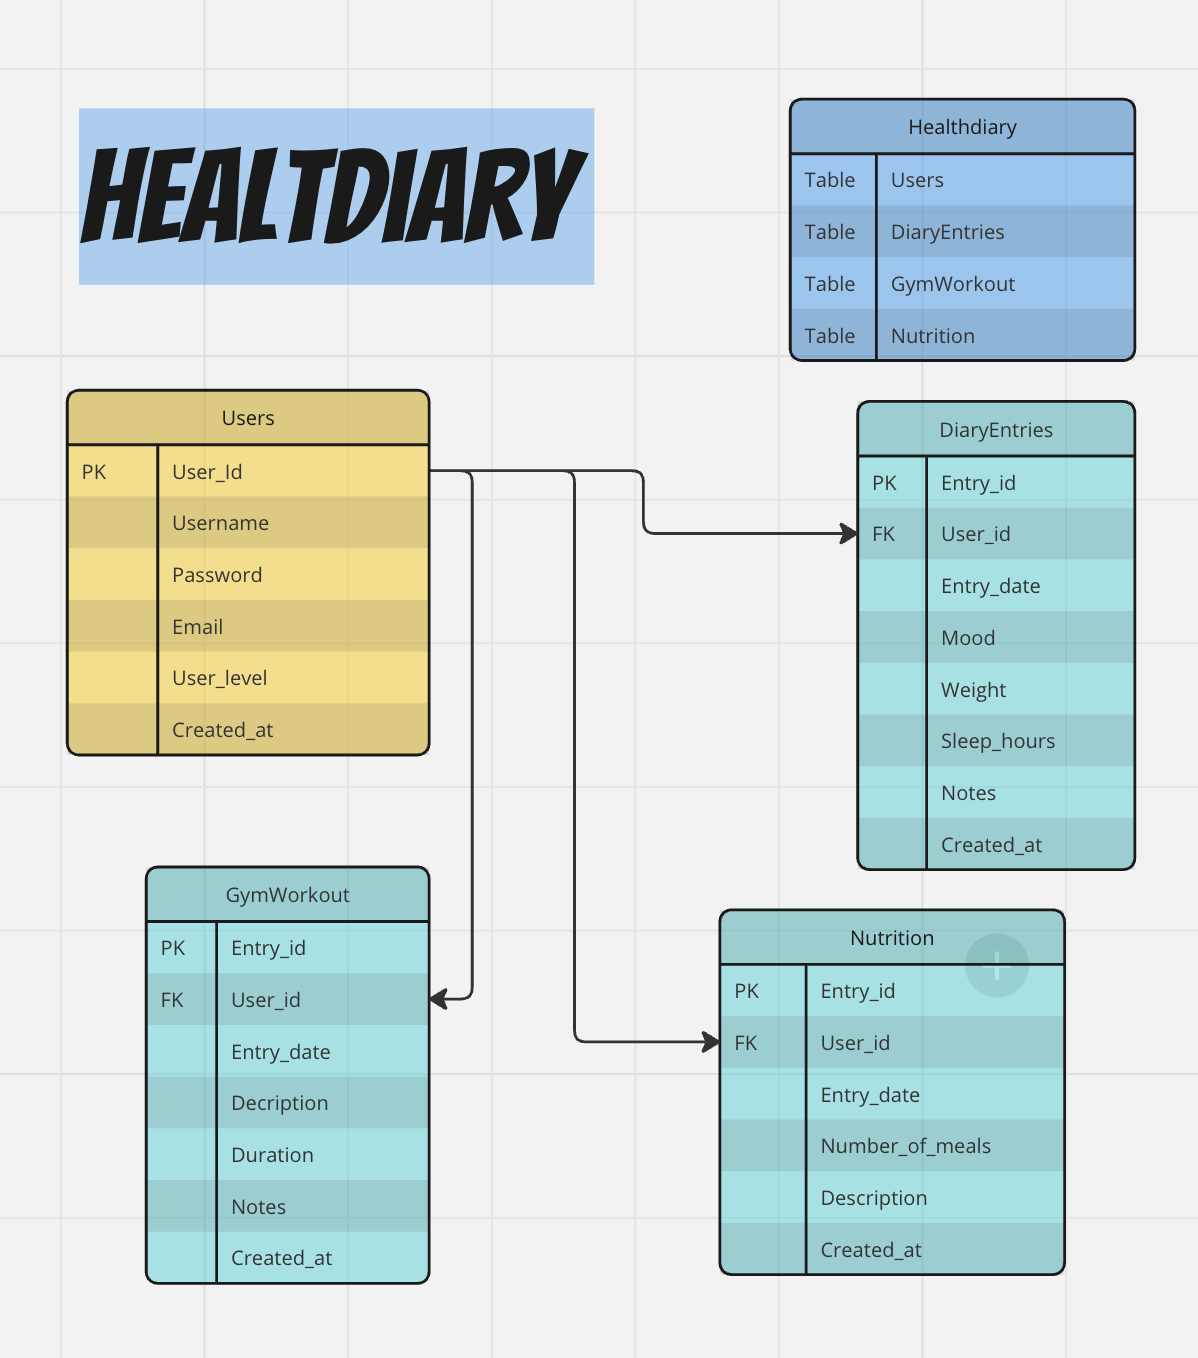 HEALTDIARY
Healthdiary
Table Users
Table DiaryEntries
Table GymWorkout
Table Nutrition
Users
PK User_Id
Username
Password
Email
User_level
Created_at
DiaryEntries
PK Entry_id
FK User_id
Entry_date
Mood
Weight
Sleep_hours
Notes
Created_at
GymWorkout
PK Entry_id
FK User_id
Entry_date
Decription
Duration
Notes
Created_at
Nutrition
PK Entry_id
FK User_id
Entry_date
Number_of_meals
Description
Created_at